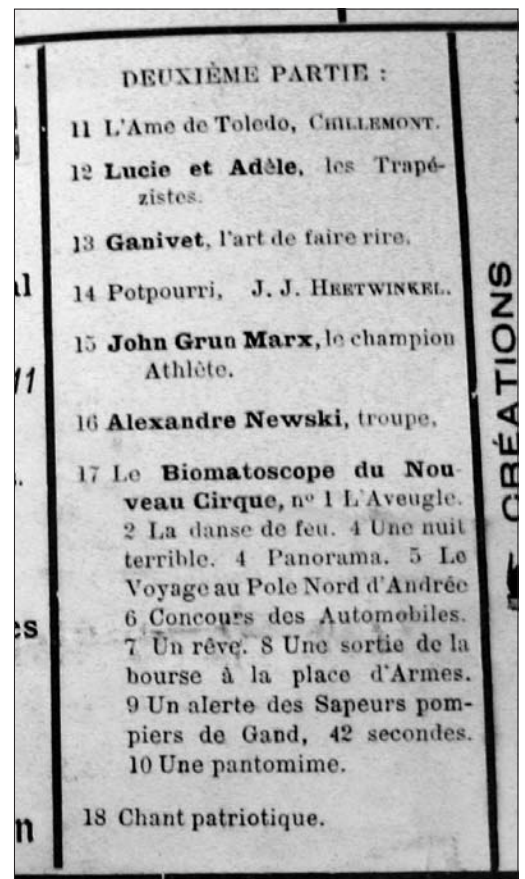 DEUXIÈME PARTIE :
11 L'Ame de Toledo, CHILLEMONT.
12 Lucie et Adèle, les Trapé-
zistes.
13 Ganivet, l'art de faire rire.
14 Potpourri, J. J. HEETWINKEL.
15 John Grun Marx, le champion
Athlète.
16 Alexandre Newski, troupe.
17 Le Biomatoscope du Nou-
veau Cirque, nº 1 L'Aveugle.
2 La danse de feu. 4 Une nuit
terrible. 4 Panorama. 5 Le
Voyage au Pole Nord d'Andrée
6 Concours des Automobiles.
7 Un rêve. 8 Une sortie de la
bourse à la place d'Armes.
9 Un alerte des Sapeurs pom-
piers de Gand, 42 secondes.
10 Une pantomime.
18 Chant patriotique.
CRÉATIONS
al
11
es
n